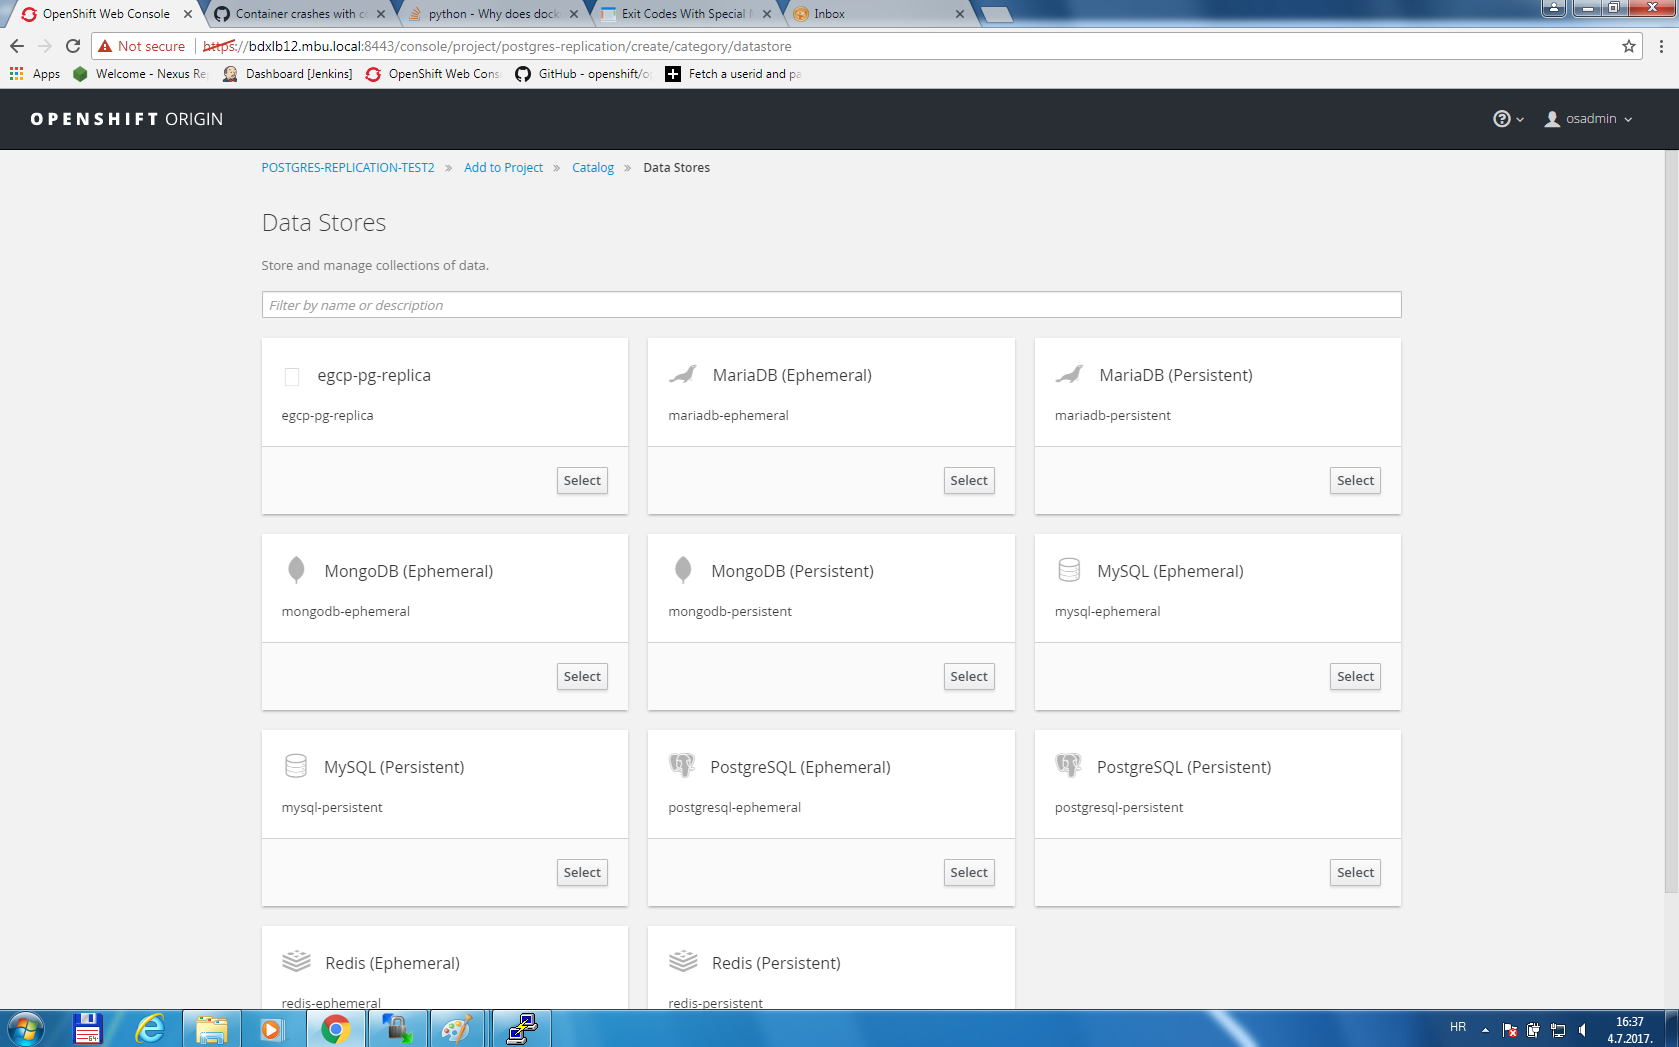 OpenShift Web Console
Container crashes with co
python - Why does dock
Exit Codes With Special
Inbox
Not secure
https://bdxlb12.mbu.local:8443/console/project/postgres-replication/create/category/datastore
Apps
Welcome - Nexus Re
Dashboard [Jenkins]
OpenShift Web Cons
GitHub - openshift/o
Fetch a userid and pa
OPENSHIFT ORIGIN
osadmin
POSTGRES-REPLICATION-TEST2 » Add to Project » Catalog » Data Stores
Data Stores
Store and manage collections of data.
Filter by name or description
egcp-pg-replica
egcp-pg-replica
Select
MariaDB (Ephemeral)
mariadb-ephemeral
Select
MariaDB (Persistent)
mariadb-persistent
Select
MongoDB (Ephemeral)
mongodb-ephemeral
Select
MongoDB (Persistent)
mongodb-persistent
Select
MySQL (Ephemeral)
mysql-ephemeral
Select
MySQL (Persistent)
mysql-persistent
Select
PostgreSQL (Ephemeral)
postgresql-ephemeral
Select
PostgreSQL (Persistent)
postgresql-persistent
Select
Redis (Ephemeral)
redis-ephemeral
Redis (Persistent)
redis-persistent
64
HR
16:37
4.7.2017.